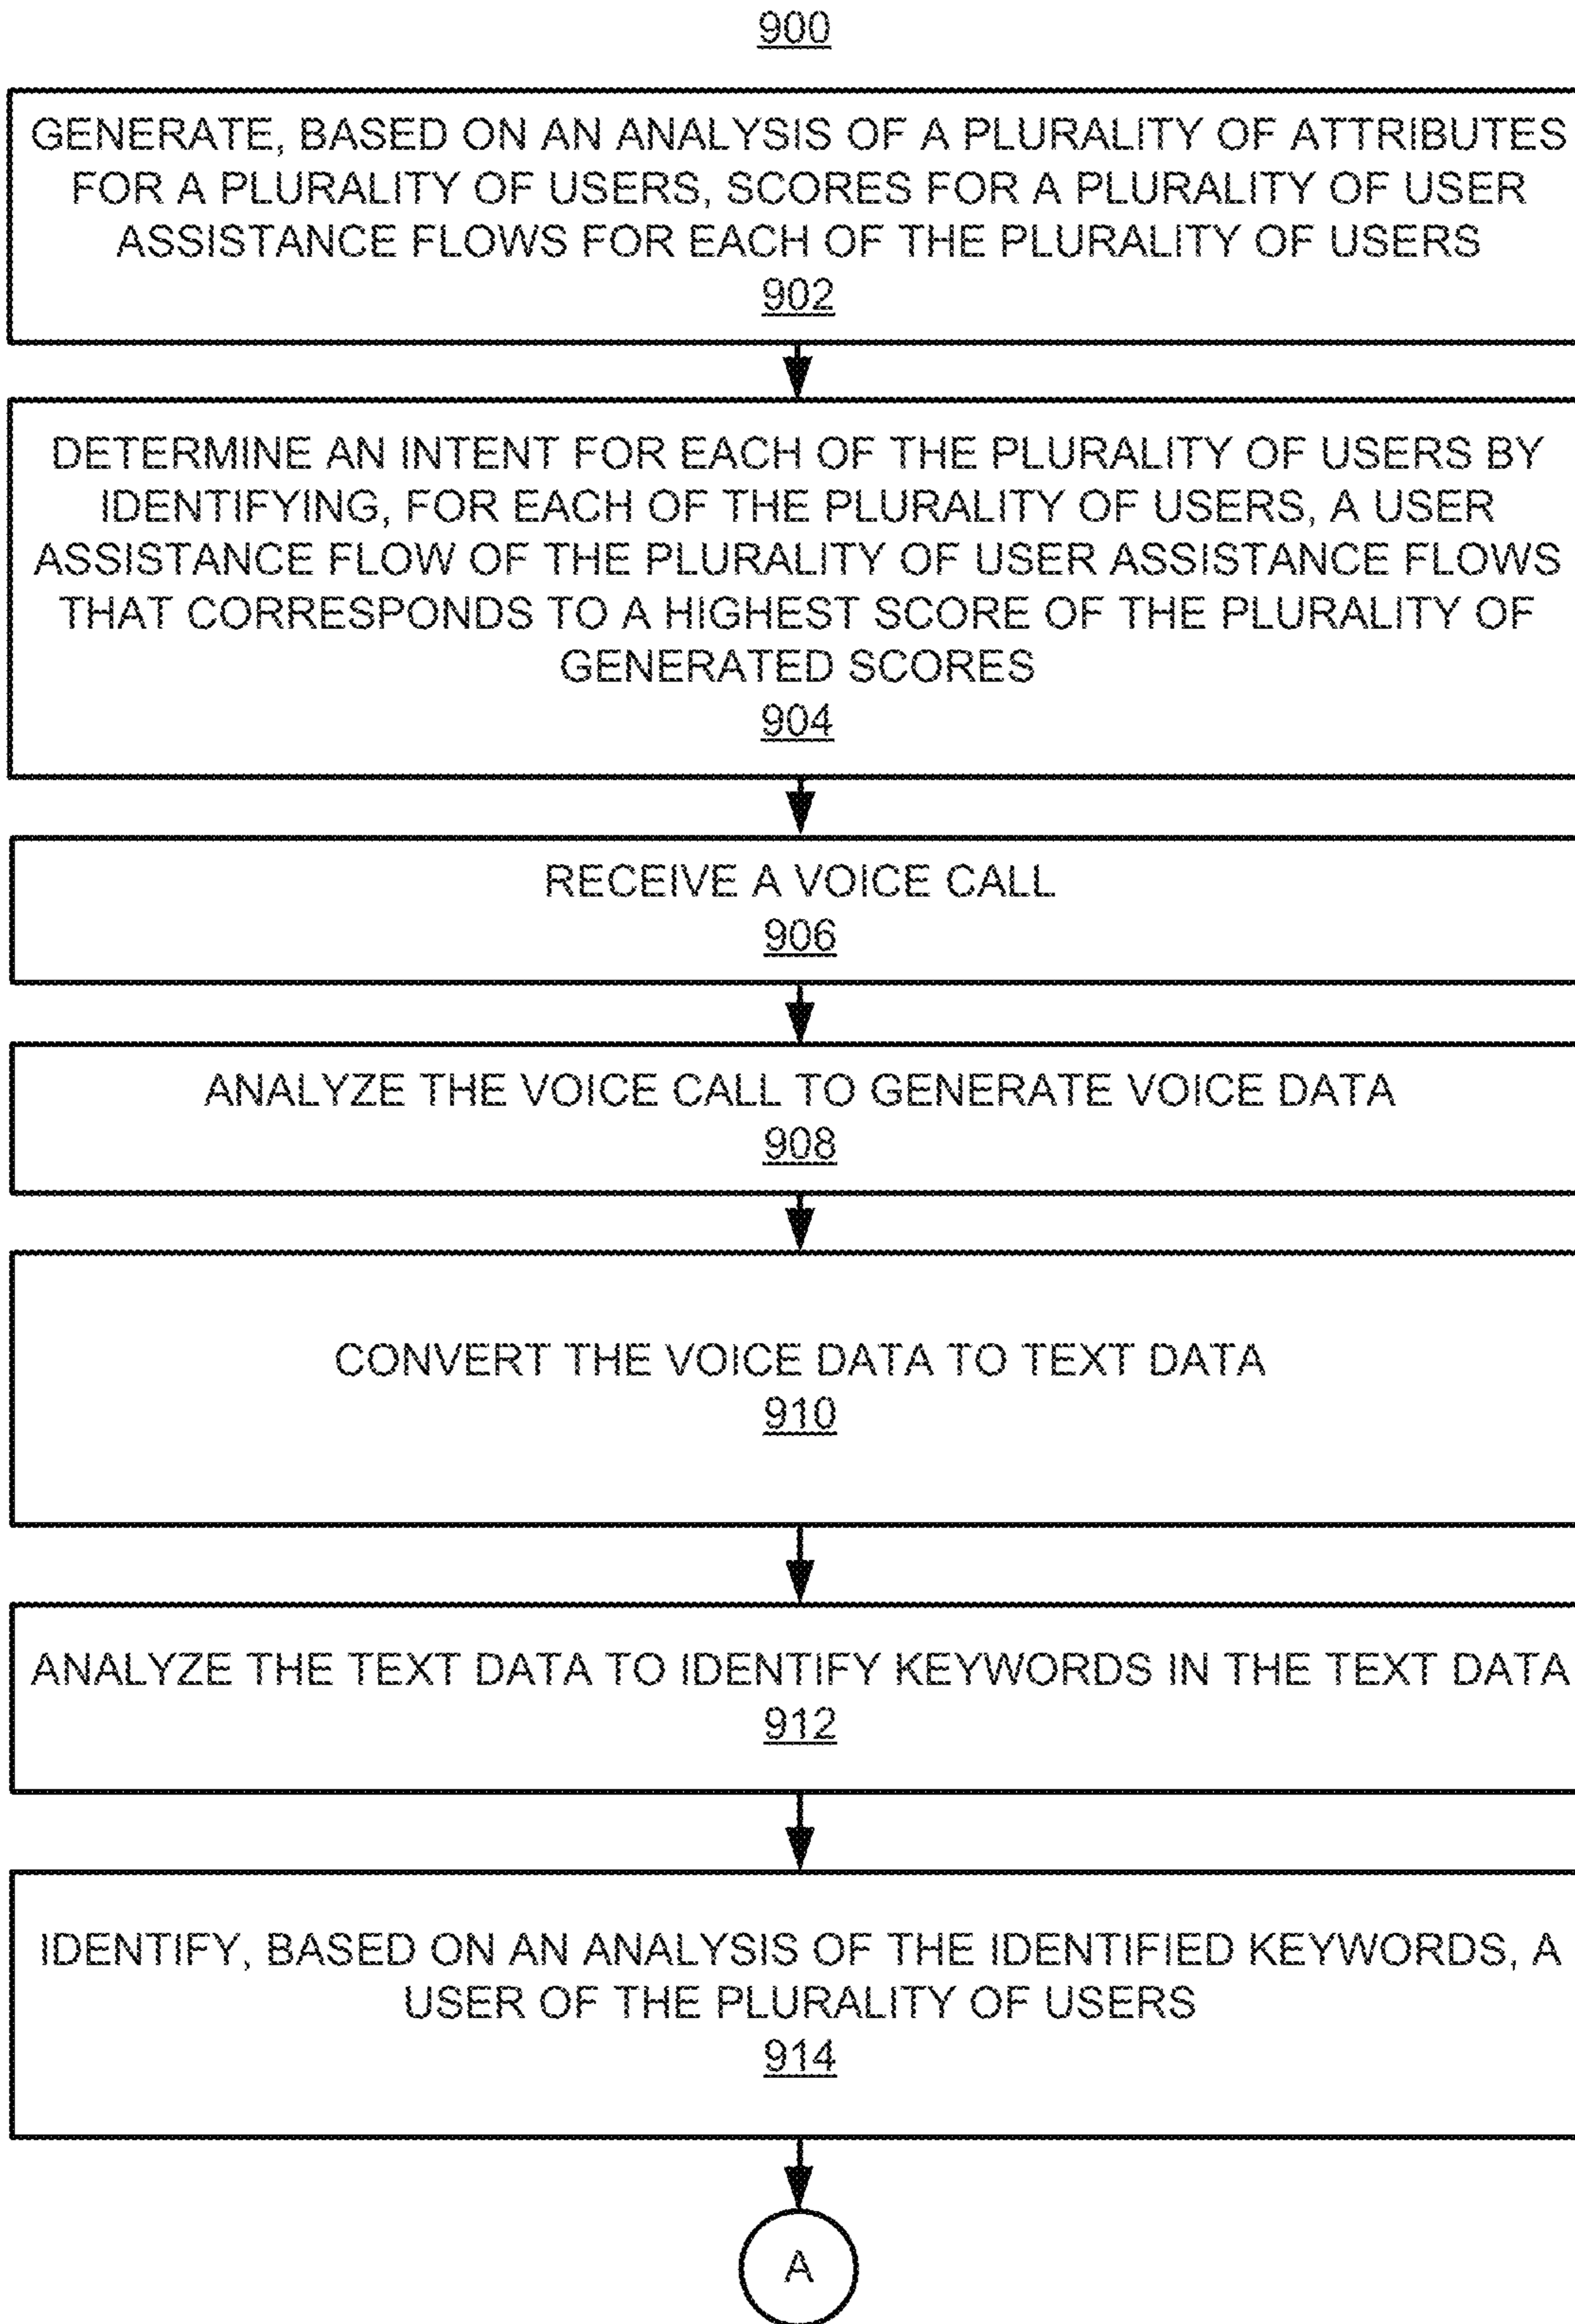 900
GENERATE, BASED ON AN ANALYSIS OF A PLURALITY OF ATTRIBUTES
FOR A PLURALITY OF USERS, SCORES FOR A PLURALITY OF USER
ASSISTANCE FLOWS FOR EACH OF THE PLURALITY OF USERS
902
DETERMINE AN INTENT FOR EACH OF THE PLURALITY OF USERS BY
IDENTIFYING, FOR EACH OF THE PLURALITY OF USERS, A USER
ASSISTANCE FLOW OF THE PLURALITY OF USER ASSISTANCE FLOWS
THAT CORRESPONDS TO A HIGHEST SCORE OF THE PLURALITY OF
GENERATED SCORES
904
RECEIVE A VOICE CALL
906
ANALYZE THE VOICE CALL TO GENERATE VOICE DATA
908
CONVERT THE VOICE DATA TO TEXT DATA
910
ANALYZE THE TEXT DATA TO IDENTIFY KEYWORDS IN THE TEXT DATA
912
IDENTIFY, BASED ON AN ANALYSIS OF THE IDENTIFIED KEYWORDS, A
USER OF THE PLURALITY OF USERS
914
A